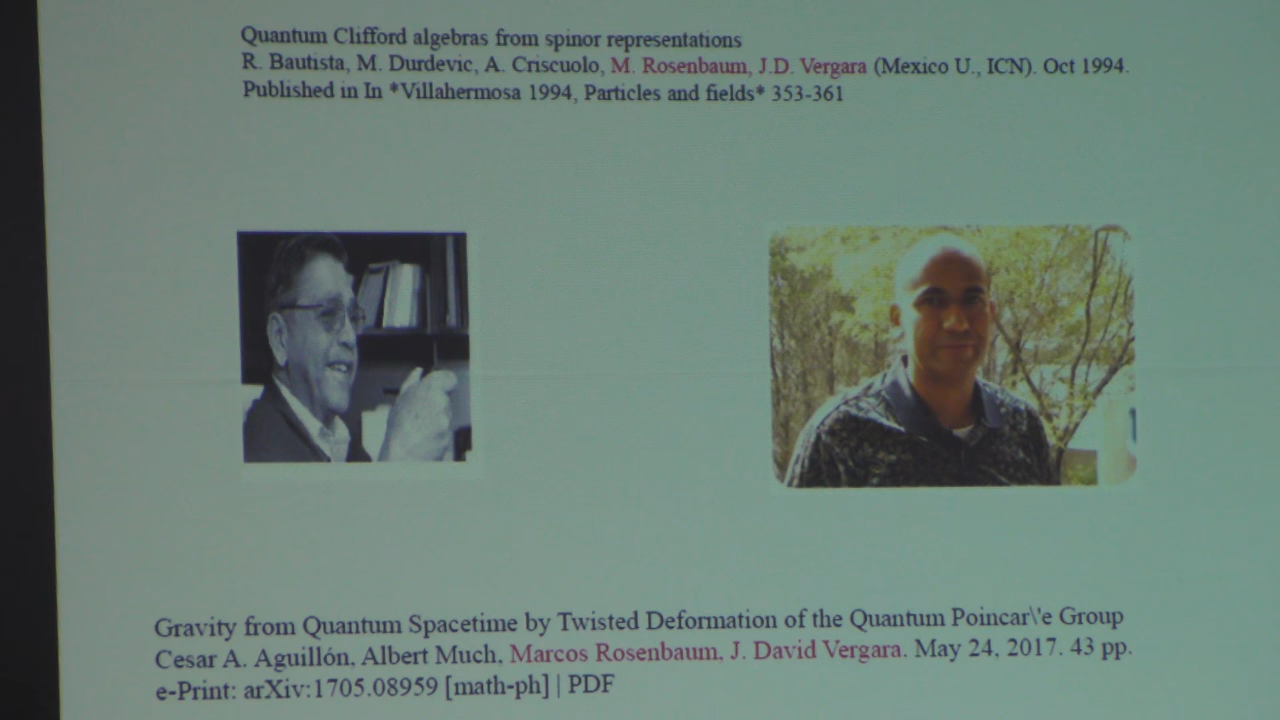 Quantum Clifford algebras from spinor representations
R. Bautista, M. Durdevic, A. Criscuolo, M. Rosenbaum, J.D. Vergara (Mexico U., ICN). Oct 1994.
Published in In *Villahermosa 1994, Particles and fields* 353-361
Gravity from Quantum Spacetime by Twisted Deformation of the Quantum Poincar\'e Group
Cesar A. Aguillón, Albert Much, Marcos Rosenbaum, J. David Vergara. May 24, 2017. 43 pp.
e-Print: arXiv:1705.08959 [math-ph] | PDF